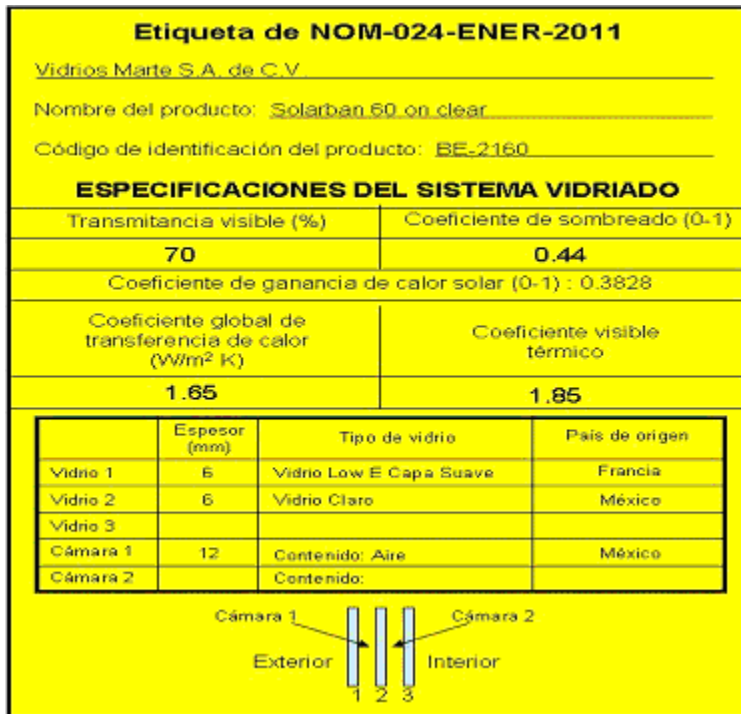 Etiqueta de NOM-024-ENER-2011
Vidrios Marte S.A. de C.V.
Nombre del producto: Solarban 60 on clear
Código de identificación del producto: BE-2160
ESPECIFICACIONES DEL SISTEMA VIDRIADO
Transmitancia visible (%) Coeficiente de sombreado (0-1)
70 0.44
Coeficiente de ganancia de calor solar (0-1) : 0.3828
Coeficiente global de
transferencia de calor
(W/m² K)
Coeficiente visible
térmico
1.65 1.85
Espesor
(mm)
Tipo de vidrio País de origen
Vidrio 1 6 Vidrio Low E Capa Suave Francia
Vidrio 2 6 Vidrio Claro México
Vidrio 3
Cámara 1 12 Contenido: Aire México
Cámara 2 Contenido:
Cámara 1 Cámara 2
Exterior Interior
1 2 3